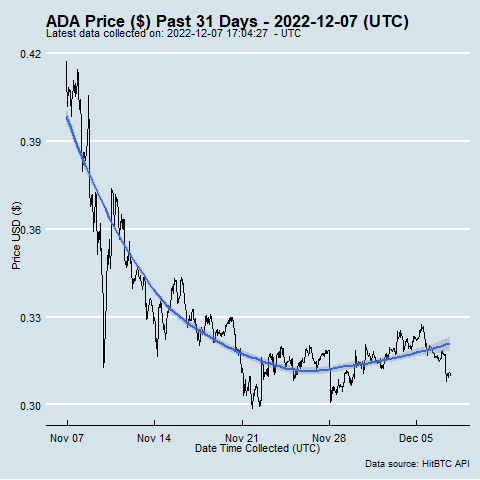 ADA Price ($) Past 31 Days - 2022-12-07 (UTC)
Latest data collected on: 2022-12-07 17:04:27 - UTC
0.42
0.39
0.36
0.33
0.30
Price USD ($)
Nov 07 Nov 14 Nov 21 Nov 28 Dec 05
Date Time Collected (UTC)
Data source: HitBTC API